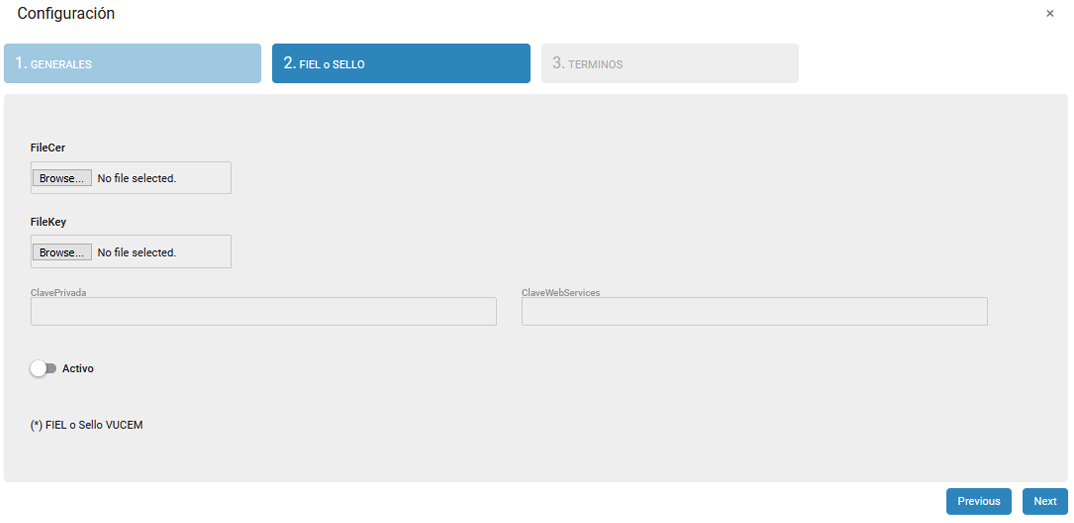 Configuración ×
1. GENERALES 2. FIEL o SELLO 3. TERMINOS
FileCer
Browse... No file selected.
FileKey
Browse... No file selected.
ClavePrivada ClaveWebServices
Activo
(*) FIEL o Sello VUCEM
Previous Next